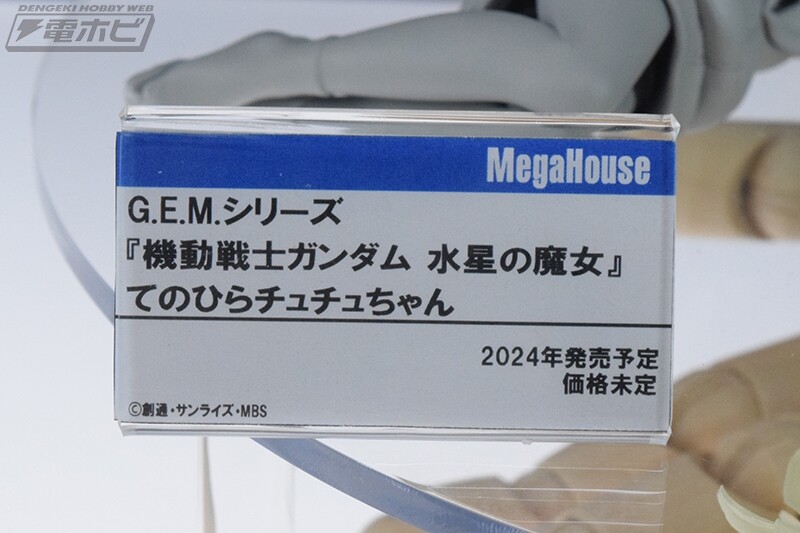 DENGEKI HOBBY WEB
電ホビ
MegaHouse
G.E.M.シリーズ
『機動戦士ガンダム 水星の魔女』
てのひらチュチュちゃん
2024年発売予定
価格未定
©創通・サンライズ・MBS